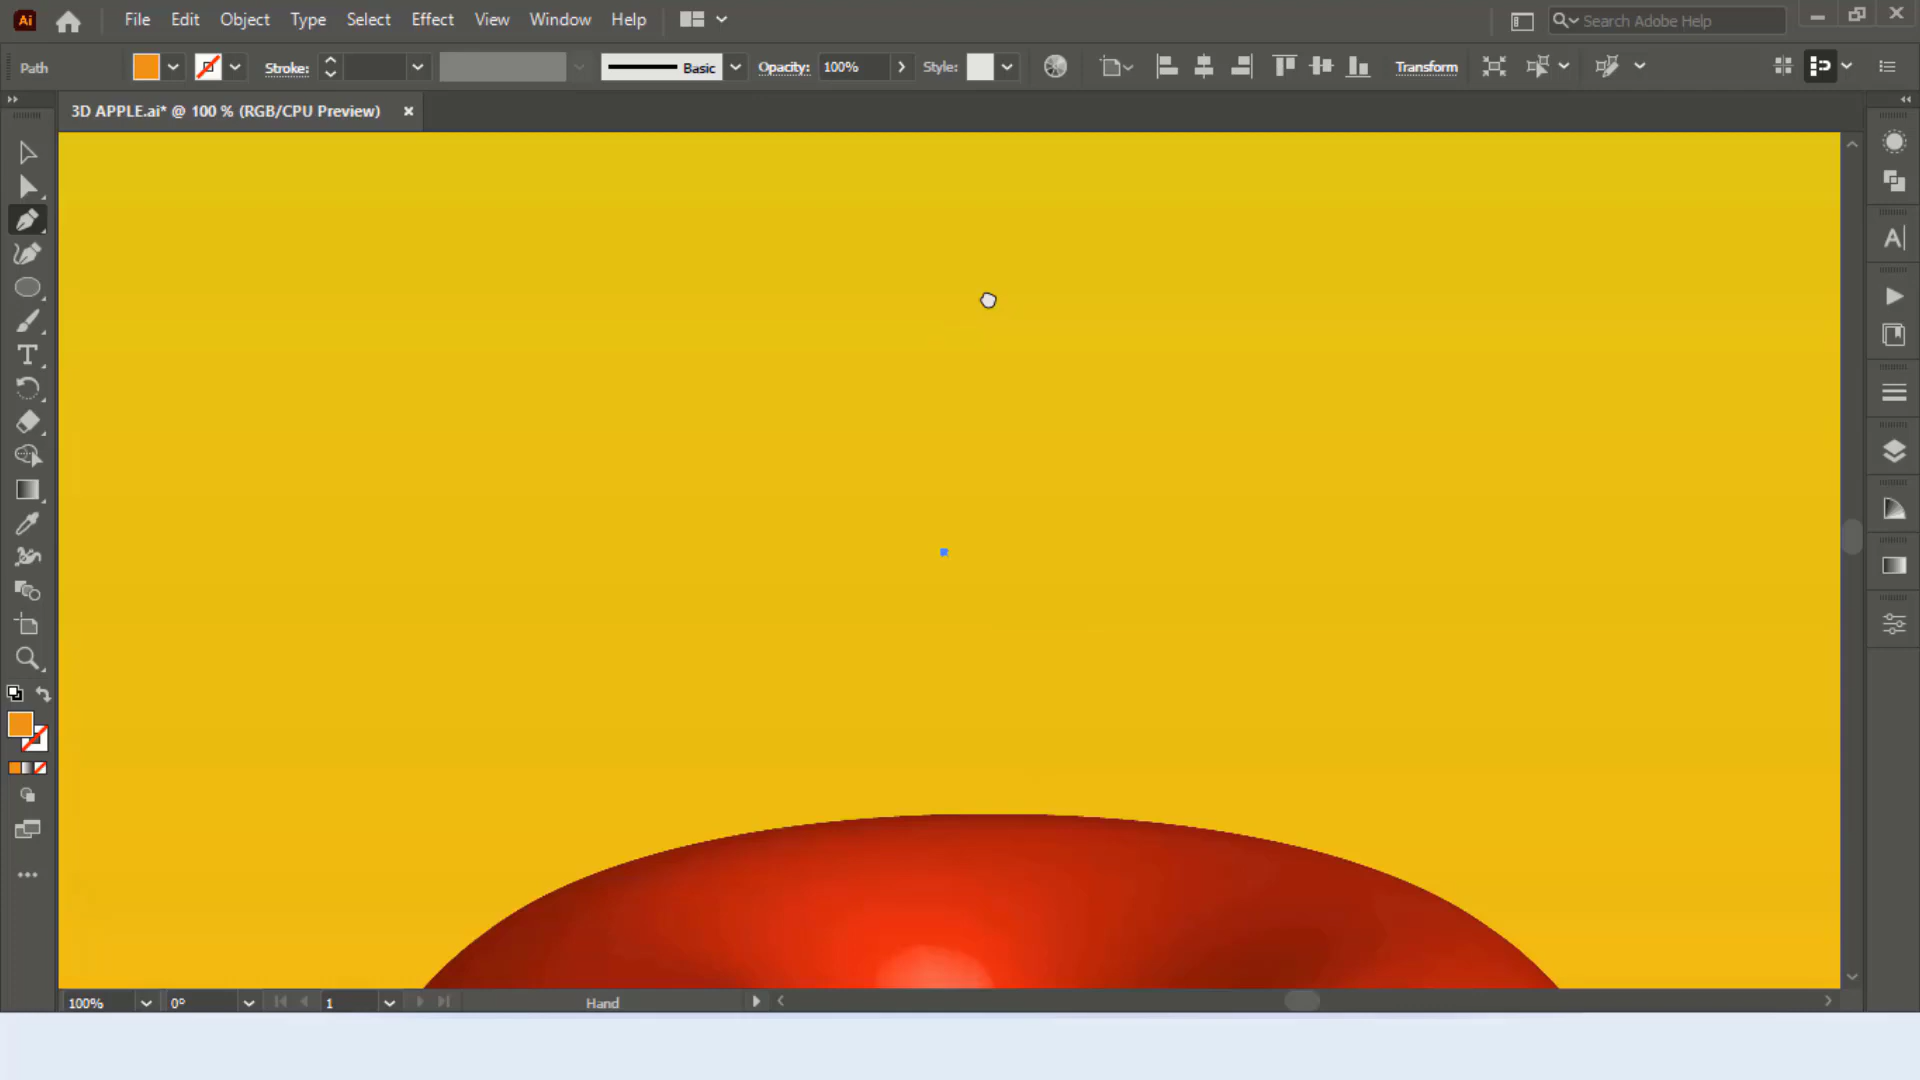 Ai File Edit Object Type Select Effect View Window Help Search Adobe Help
Path Stroke: Basic Opacity: 100% Style: Transform
3D APPLE.ai* @ 100 % (RGB/CPU Preview)
100% 0° 1 Hand